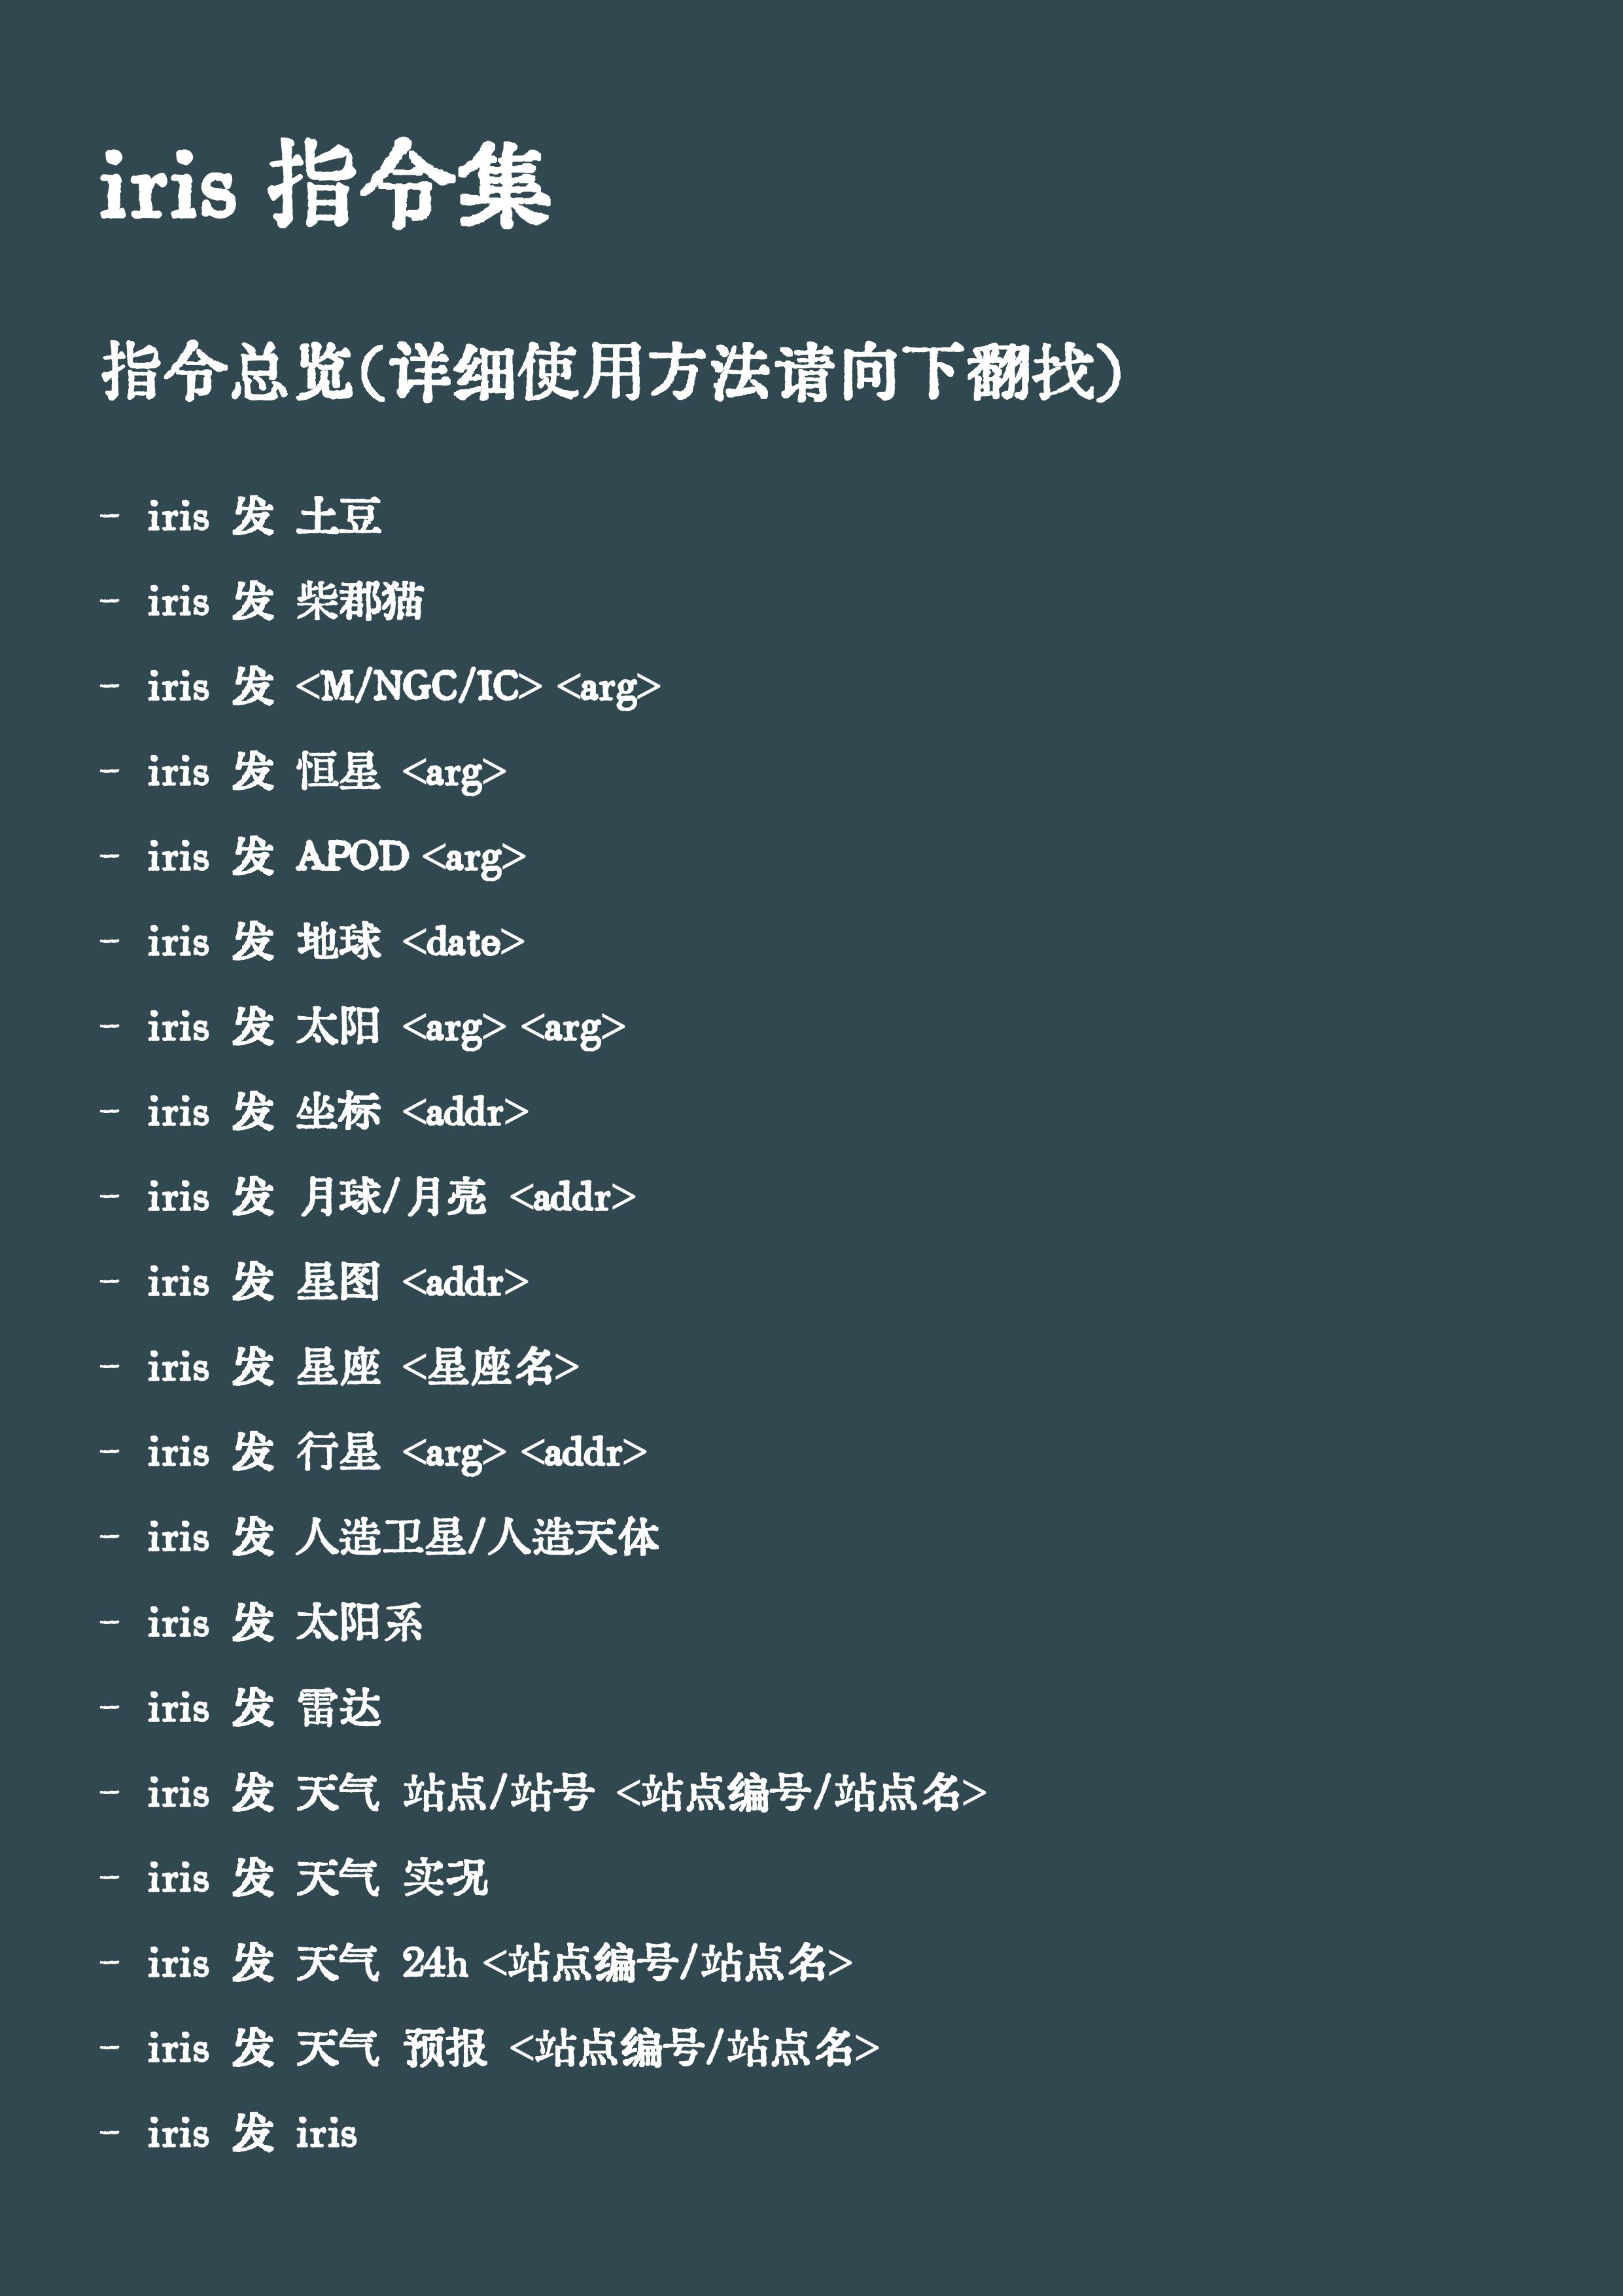 iris 指令集
指令总览(详细使用方法请向下翻找)
- iris 发 土豆
- iris 发 柴郡猫
- iris 发 <M/NGC/IC> <arg>
- iris 发 恒星 <arg>
- iris 发 APOD <arg>
- iris 发 地球 <date>
- iris 发 太阳 <arg> <arg>
- iris 发 坐标 <addr>
- iris 发 月球/月亮 <addr>
- iris 发 星图 <addr>
- iris 发 星座 <星座名>
- iris 发 行星 <arg> <addr>
- iris 发 人造卫星/人造天体
- iris 发 太阳系
- iris 发 雷达
- iris 发 天气 站点/站号 <站点编号/站点名>
- iris 发 天气 实况
- iris 发 天气 24h <站点编号/站点名>
- iris 发 天气 预报 <站点编号/站点名>
- iris 发 iris